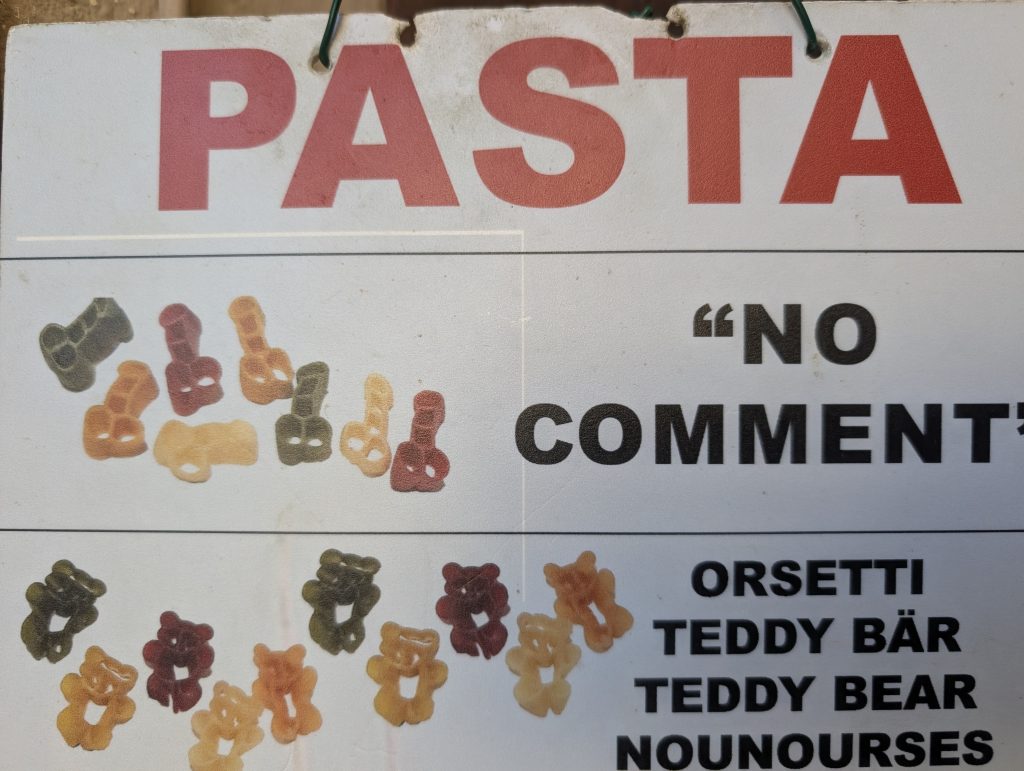 PASTA
“NO
COMMENT”
ORSETTI
TEDDY BÄR
TEDDY BEAR
NOUNOURSES